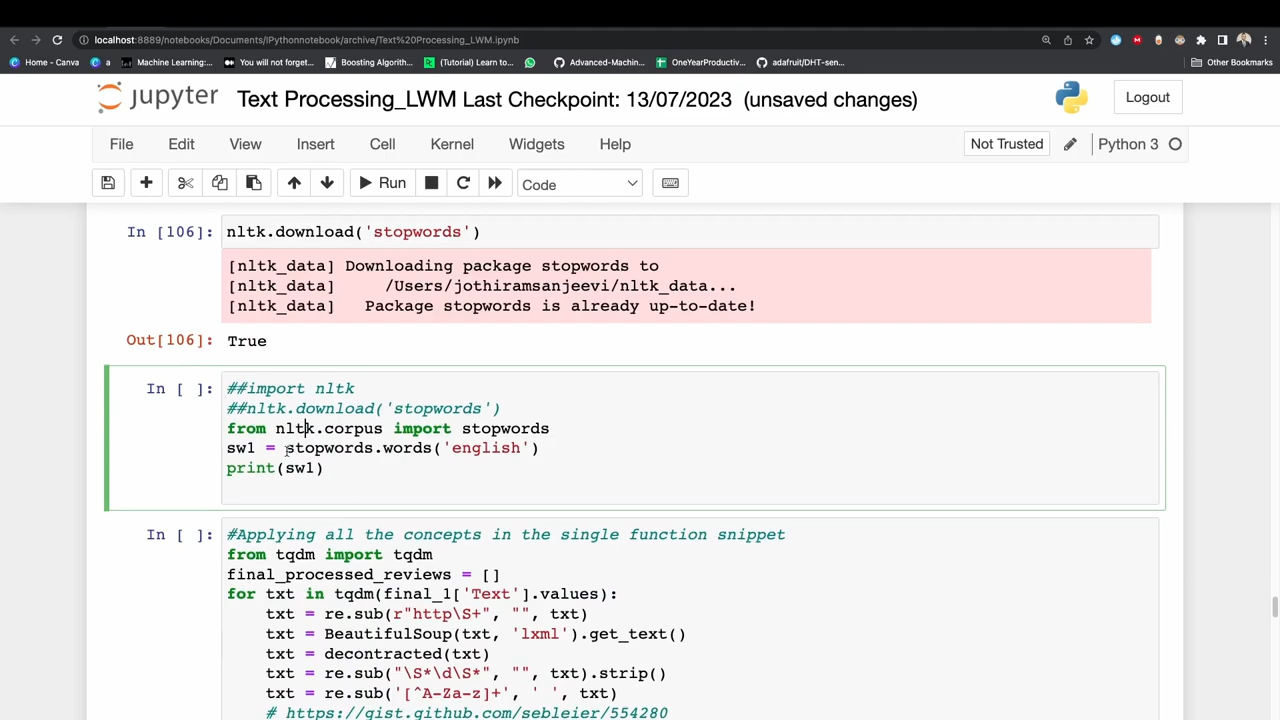 localhost:8889/notebooks/Documents/IPythonnotebook/archive/Text%20Processing_LWM.ipynb
Home - Canva a Machine Learning:... You will not forget... Boosting Algorith... (Tutorial) Learn to... Advanced-Machin... OneYearProductiv... adafruit/DHT-sen... Other Bookmarks
jupyter Text Processing_LWM Last Checkpoint: 13/07/2023 (unsaved changes) Logout
File Edit View Insert Cell Kernel Widgets Help Not Trusted Python 3
Run Code
In [106]: nltk.download('stopwords')
[nltk_data] Downloading package stopwords to
[nltk_data] /Users/jothiramsanjeevi/nltk_data...
[nltk_data] Package stopwords is already up-to-date!
Out[106]: True
In [ ]: ##import nltk
##nltk.download('stopwords')
from nltk.corpus import stopwords
sw1 = stopwords.words('english')
print(sw1)
In [ ]: #Applying all the concepts in the single function snippet
from tqdm import tqdm
final_processed_reviews = []
for txt in tqdm(final_1['Text'].values):
txt = re.sub(r"http\S+", "", txt)
txt = BeautifulSoup(txt, 'lxml').get_text()
txt = decontracted(txt)
txt = re.sub("\S*\d\S*", "", txt).strip()
txt = re.sub('[^A-Za-z]+', ' ', txt)
# https://gist.github.com/sebleier/554280